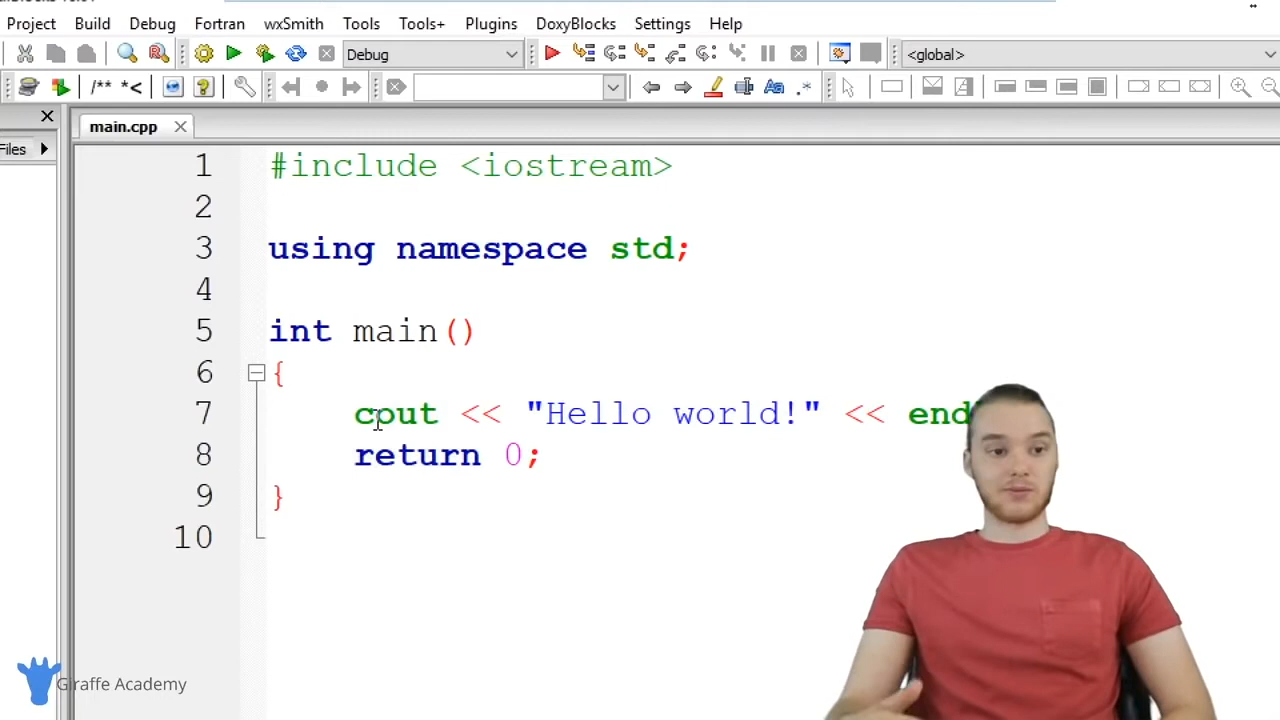 Project Build Debug Fortran wxSmith Tools Tools+ Plugins DoxyBlocks Settings Help
Debug <global>
/** *< Aa .*
main.cpp
Files
1 #include <iostream>
2
3 using namespace std;
4
5 int main()
6 {
7 cout << "Hello world!" << end
8 return 0;
9 }
10
Giraffe Academy